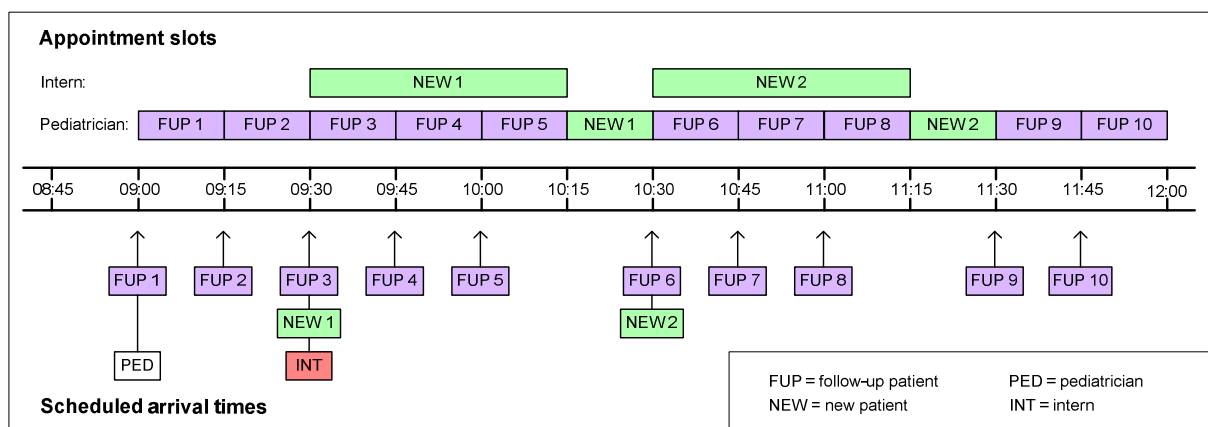 Appointment slots
Intern: NEW 1 NEW 2
Pediatrician: FUP 1 FUP 2 FUP 3 FUP 4 FUP 5 NEW 1 FUP 6 FUP 7 FUP 8 NEW 2 FUP 9 FUP 10
08:45 09:00 09:15 09:30 09:45 10:00 10:15 10:30 10:45 11:00 11:15 11:30 11:45 12:00
FUP 1 FUP 2 FUP 3 FUP 4 FUP 5 FUP 6 FUP 7 FUP 8 FUP 9 FUP 10
NEW 1 NEW 2
PED INT
Scheduled arrival times
FUP = follow-up patient PED = pediatrician
NEW = new patient INT = intern